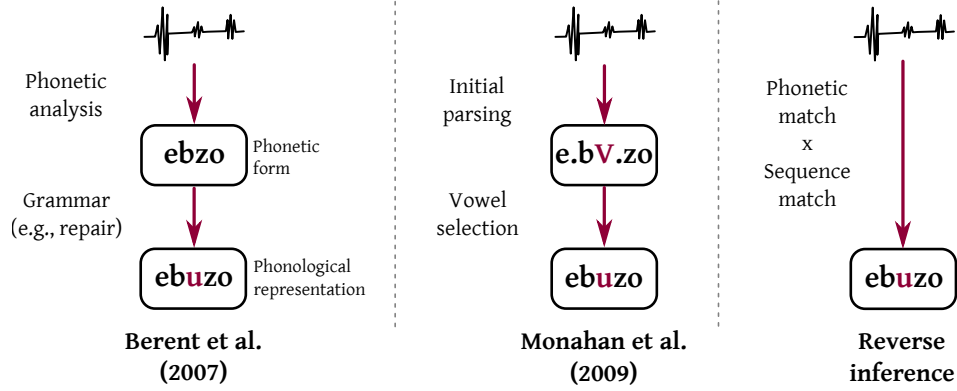 Phonetic
analysis
ebzo
Phonetic
form
Grammar
(e.g., repair)
ebuzo
Phonological
representation
Berent et al.
(2007)
Initial
parsing
e.bV.zo
Vowel
selection
ebuzo
Monahan et al.
(2009)
Phonetic
match
x
Sequence
match
ebuzo
Reverse
inference